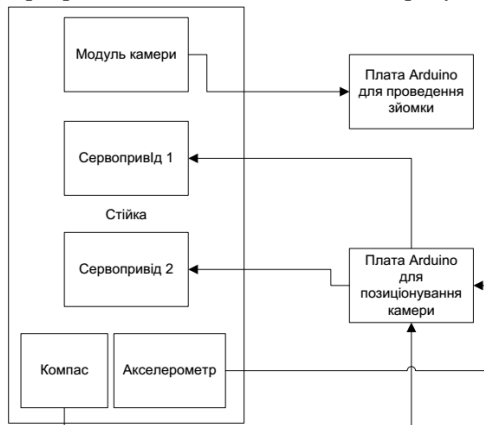 Модуль камери
Плата Arduino
для проведення
зйомки
СервопривІд 1
Стійка
Сервопривід 2
Плата Arduino
для
позиціонування
камери
Компас
Акселерометр